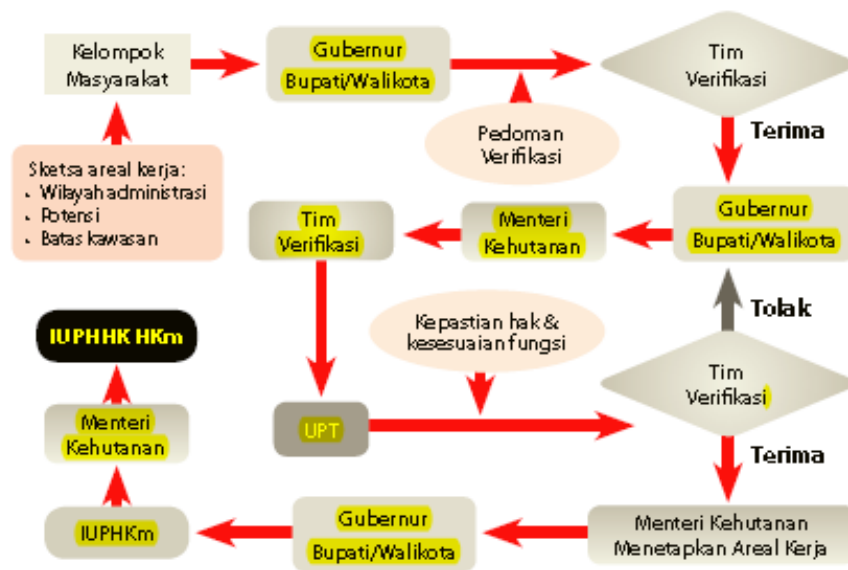 Kelompok
Masyarakat
Gubernur
Bupati/Walikota
Tim
Verifikasi
Pedoman
Verifikasi
Terima
Sketsa areal kerja:
• Wilayah administrasi
• Potensi
• Batas kawasan
Tim
Verifikasi
Menteri
Kehutanan
Gubernur
Bupati/Walikota
Tolak
IUPHHK HKm
Kepastian hak &
kesesuaian fungsi
Tim
Verifikasi
Menteri
Kehutanan
UPT
Terima
IUPHKm
Gubernur
Bupati/Walikota
Menteri Kehutanan
Menetapkan Areal Kerja